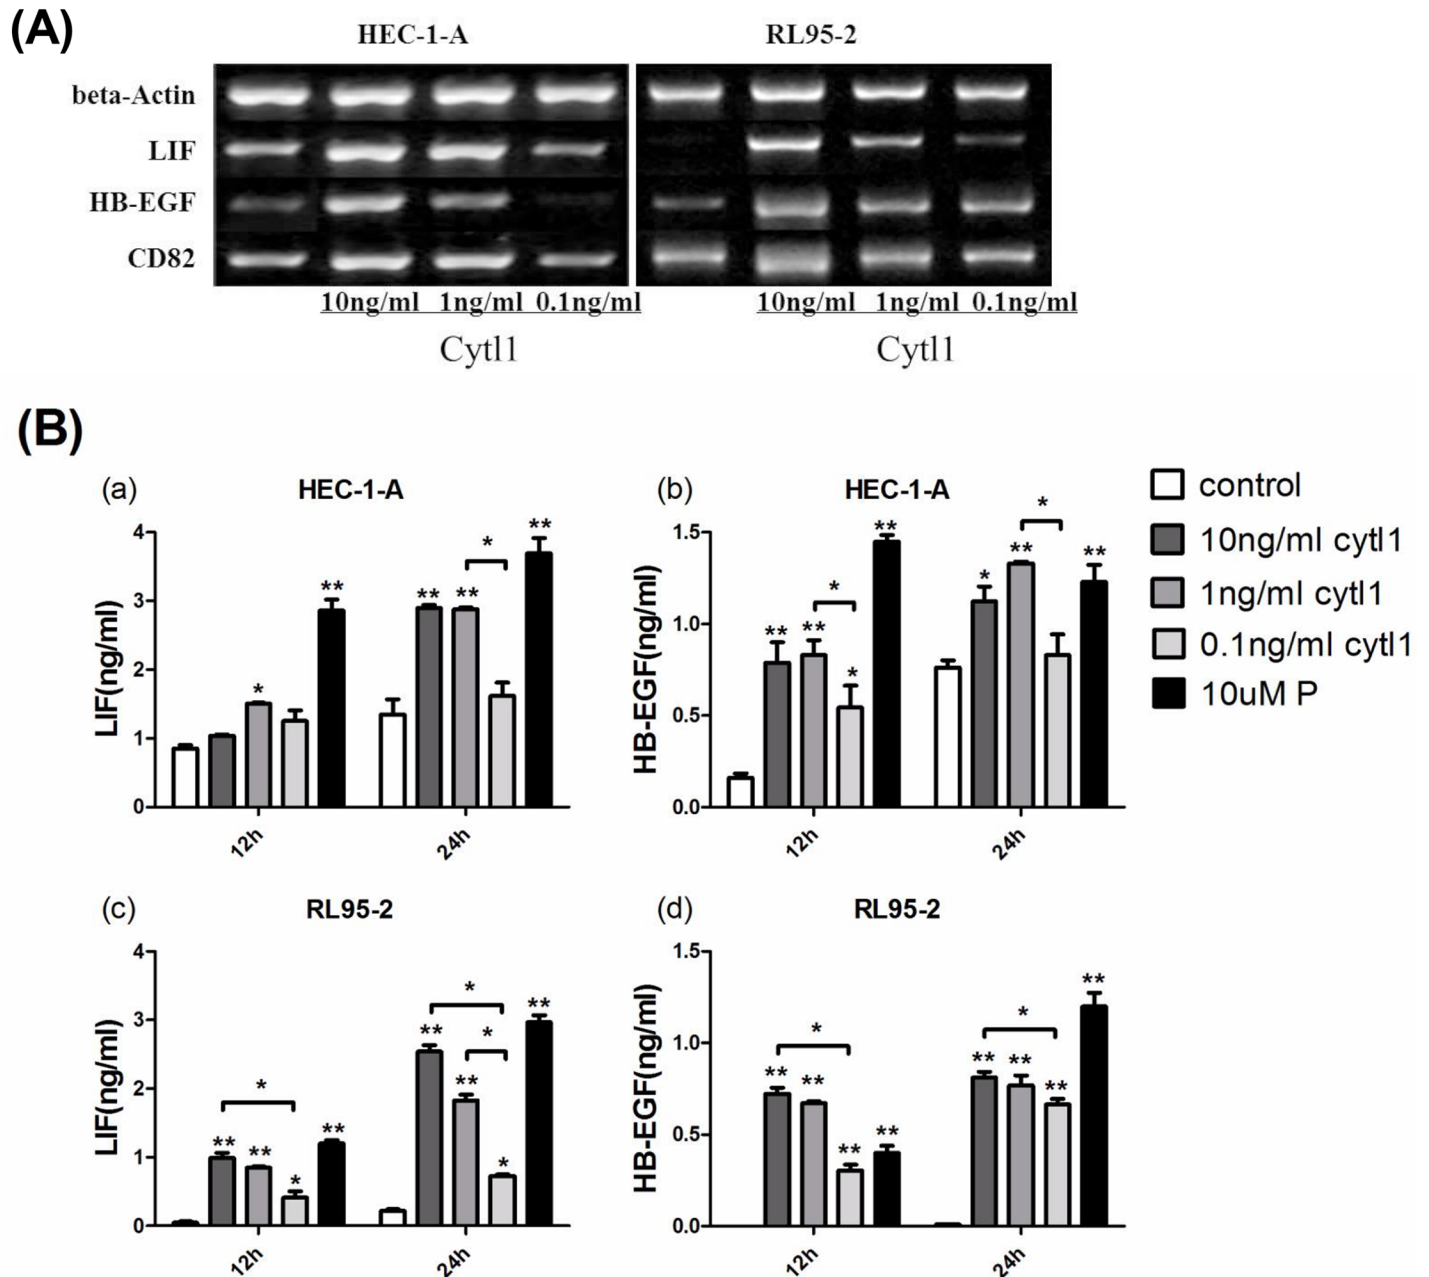 (A)
HEC-1-A RL95-2
beta-Actin
LIF
HB-EGF
CD82
10ng/ml 1ng/ml 0.1ng/ml 10ng/ml 1ng/ml 0.1ng/ml
Cytl1 Cytl1
(B)
(a) HEC-1-A
LIF(ng/ml)
4
3
2
1
0
*
**
**
**
*
**
12h
24h
(b) HEC-1-A
HB-EGF(ng/ml)
1.5
1.0
0.5
0.0
**
**
*
*
**
*
**
*
**
12h
24h
control
10ng/ml cytl1
1ng/ml cytl1
0.1ng/ml cytl1
10uM P
(c) RL95-2
LIF(ng/ml)
4
3
2
1
0
*
**
**
*
**
*
**
*
**
*
**
12h
24h
(d) RL95-2
HB-EGF(ng/ml)
1.5
1.0
0.5
0.0
*
**
**
**
**
*
**
**
**
**
12h
24h